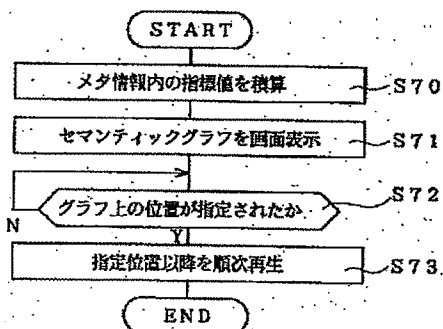 START
メタ情報内の指標値を積算 S70
セマンティックグラフを画面表示 S71
グラフ上の位置が指定されたか S72
N
Y
指定位置以降を順次再生 S73
END